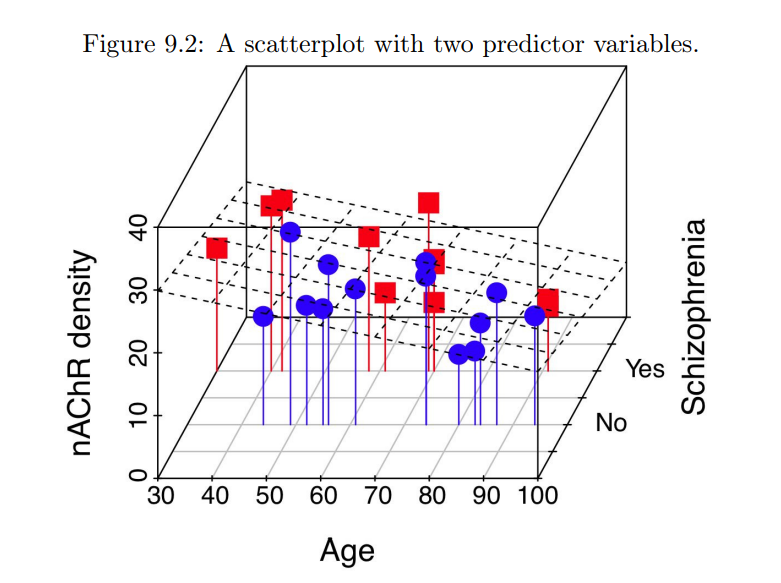 Figure 9.2: A scatterplot with two predictor variables.
40
30
20
10
0
nAChR density
30 40 50 60 70 80 90 100
Age
Yes
No
Schizophrenia